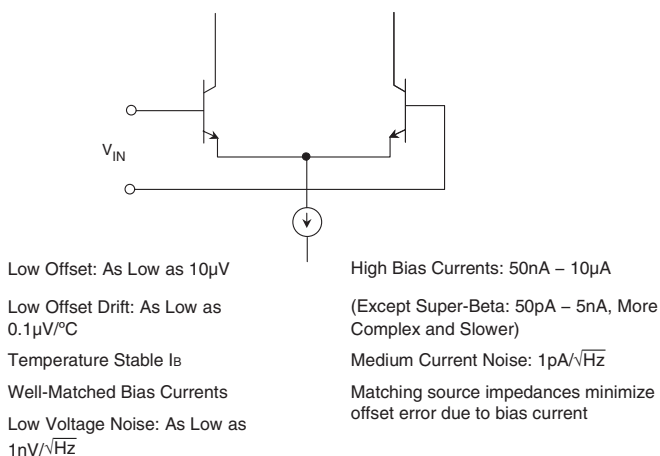 V_IN
Low Offset: As Low as 10µV
Low Offset Drift: As Low as
0.1µV/ºC
Temperature Stable IB
Well-Matched Bias Currents
Low Voltage Noise: As Low as
1nV/√Hz
High Bias Currents: 50nA – 10µA
(Except Super-Beta: 50pA – 5nA, More
Complex and Slower)
Medium Current Noise: 1pA/√Hz
Matching source impedances minimize
offset error due to bias current